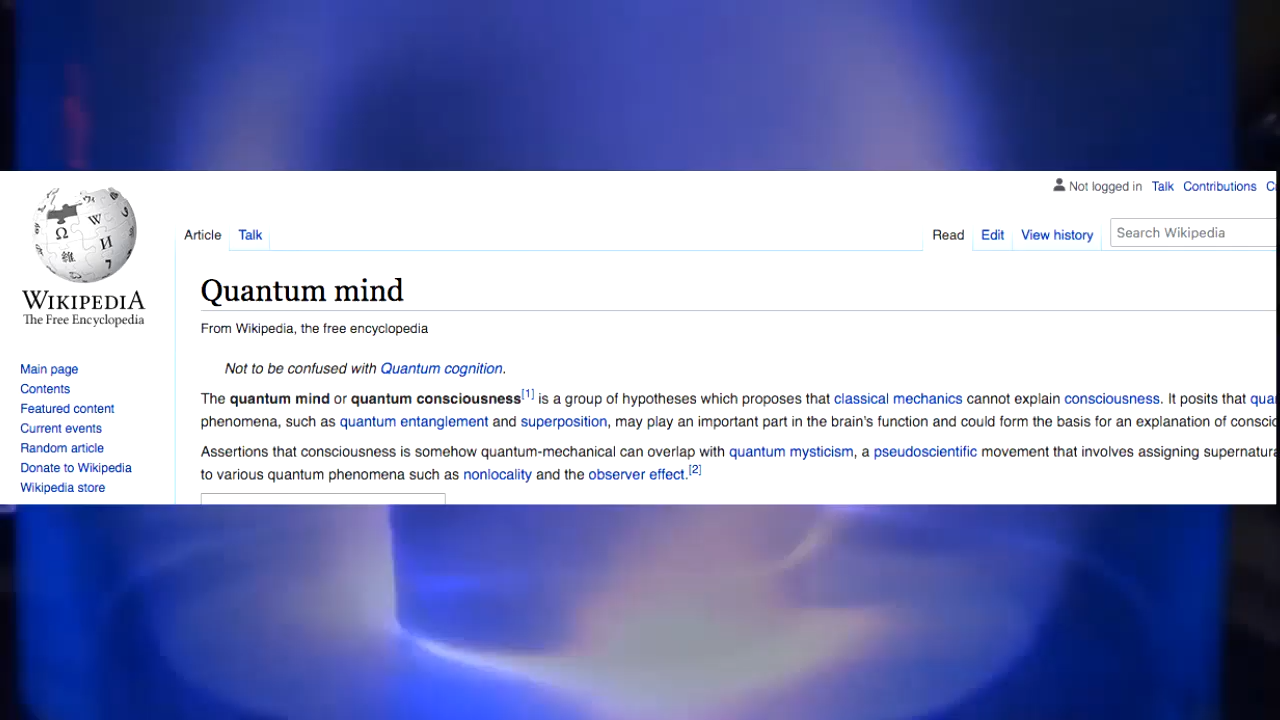 Not logged in Talk Contributions
Article Talk Read Edit View history Search Wikipedia
WIKIPEDIA
The Free Encyclopedia
Quantum mind
From Wikipedia, the free encyclopedia
Not to be confused with Quantum cognition.
The quantum mind or quantum consciousness[1] is a group of hypotheses which proposes that classical mechanics cannot explain consciousness. It posits that qua
phenomena, such as quantum entanglement and superposition, may play an important part in the brain's function and could form the basis for an explanation of consci
Assertions that consciousness is somehow quantum-mechanical can overlap with quantum mysticism, a pseudoscientific movement that involves assigning supernatura
to various quantum phenomena such as nonlocality and the observer effect.[2]
Main page
Contents
Featured content
Current events
Random article
Donate to Wikipedia
Wikipedia store